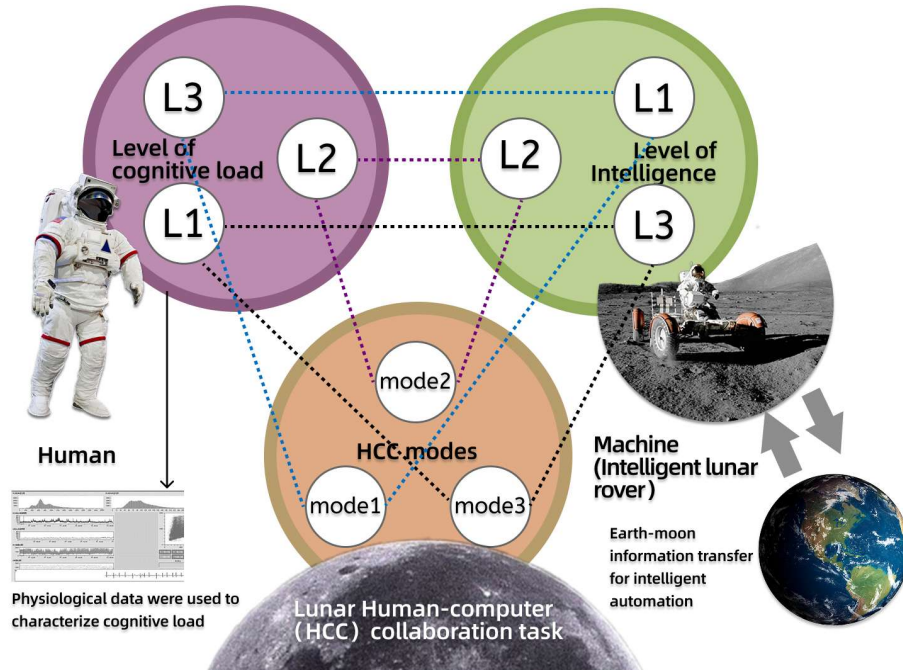 L3
L1
Level of
cognitive load
L2
L2
Level of
Intelligence
L1
L3
mode2
HCC modes
mode1
mode3
Human
Machine
(Intelligent lunar
rover)
Earth-moon
information transfer
for intelligent
automation
Physiological data were used to
characterize cognitive load
Lunar Human-computer
(HCC) collaboration task